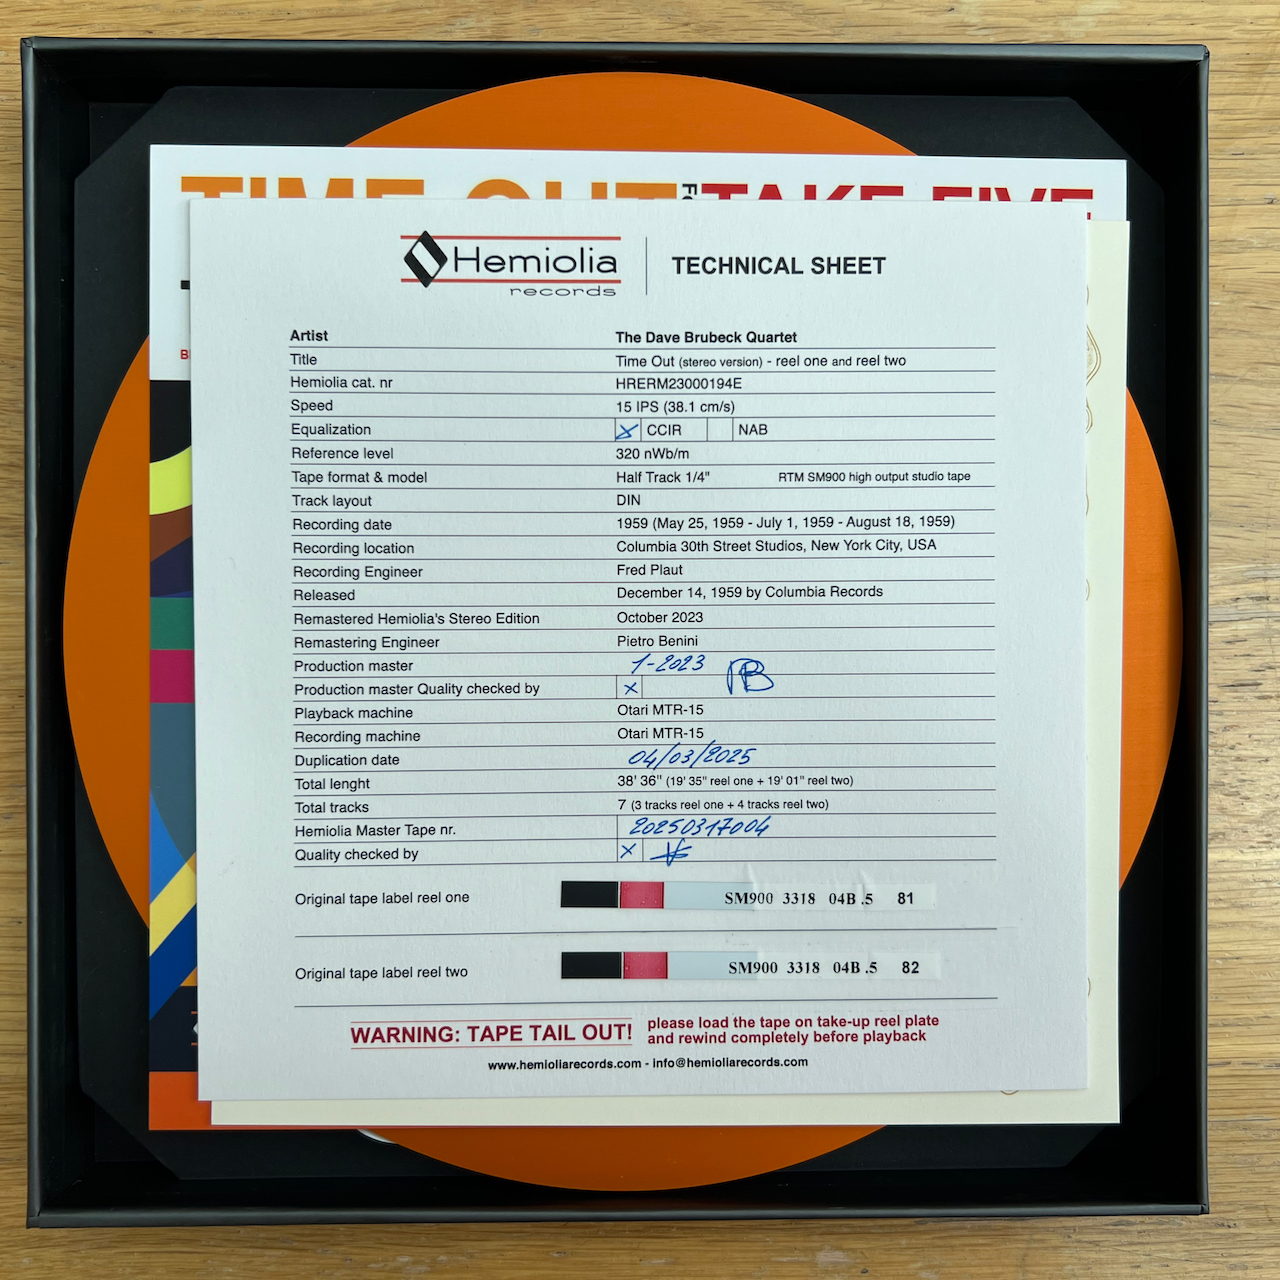 TIME OUT FO TAKE FIVE
Hemiolia records TECHNICAL SHEET
B
Artist The Dave Brubeck Quartet
Title Time Out (stereo version) - reel one and reel two
Hemiolia cat. nr HRERM23000194E
Speed 15 IPS (38.1 cm/s)
Equalization X CCIR NAB
Reference level 320 nWb/m
Tape format & model Half Track 1/4" RTM SM900 high output studio tape
Track layout DIN
Recording date 1959 (May 25, 1959 - July 1, 1959 - August 18, 1959)
Recording location Columbia 30th Street Studios, New York City, USA
Recording Engineer Fred Plaut
Released December 14, 1959 by Columbia Records
Remastered Hemiolia's Stereo Edition October 2023
Remastering Engineer Pietro Benini
Production master 1-2023 PB
Production master Quality checked by X
Playback machine Otari MTR-15
Recording machine Otari MTR-15
Duplication date 04/03/2025
Total lenght 38' 36" (19' 35" reel one + 19' 01" reel two)
Total tracks 7 (3 tracks reel one + 4 tracks reel two)
Hemiolia Master Tape nr. 20250317004
Quality checked by X
Original tape label reel one SM900 3318 04B .5 81
Original tape label reel two SM900 3318 04B .5 82
WARNING: TAPE TAIL OUT! please load the tape on take-up reel plate
and rewind completely before playback
www.hemioliarecords.com - info@hemioliarecords.com